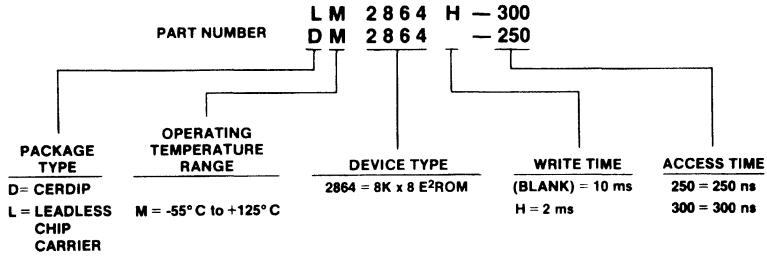 L M 2864 H – 300
PART NUMBER D M 2864 – 250
PACKAGE TYPE
D= CERDIP
L = LEADLESS
CHIP
CARRIER
OPERATING
TEMPERATURE
RANGE
M = -55° C to +125° C
DEVICE TYPE
2864 = 8K x 8 E²ROM
WRITE TIME
(BLANK) = 10 ms
H = 2 ms
ACCESS TIME
250 = 250 ns
300 = 300 ns